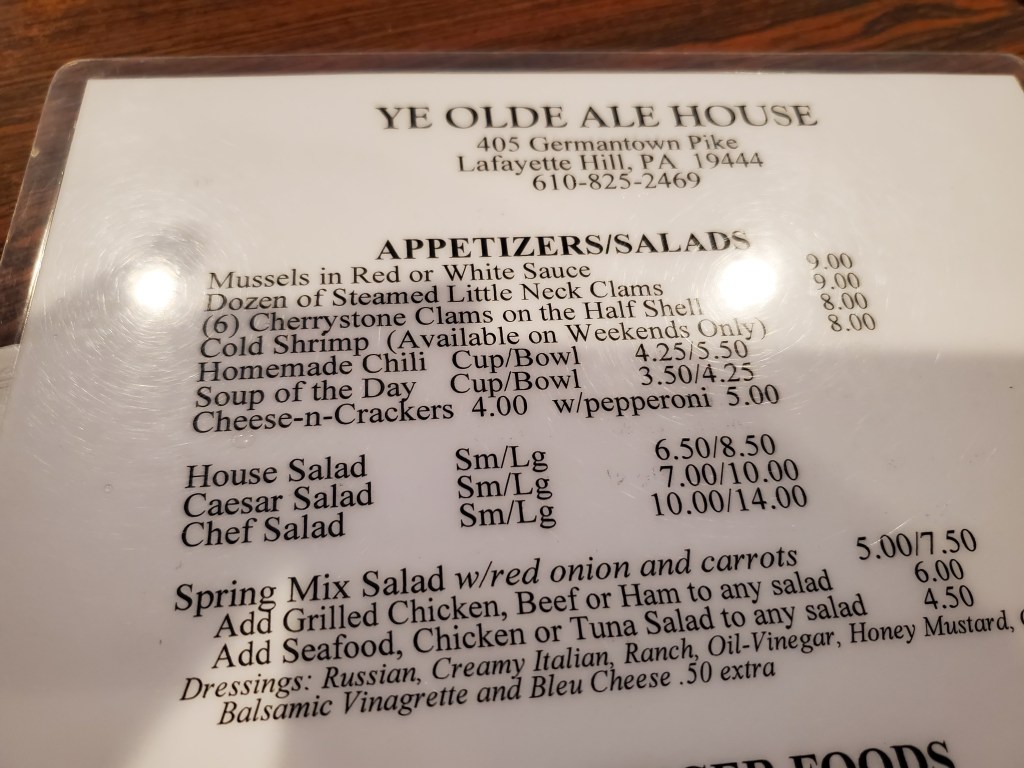 YE OLDE ALE HOUSE
405 Germantown Pike
Lafayette Hill, PA 19444
610-825-2469
APPETIZERS/SALADS
Mussels in Red or White Sauce 9.00
Dozen of Steamed Little Neck Clams 9.00
(6) Cherrystone Clams on the Half Shell 8.00
Cold Shrimp (Available on Weekends Only) 8.00
Homemade Chili Cup/Bowl 4.25/5.50
Soup of the Day Cup/Bowl 3.50/4.25
Cheese-n-Crackers 4.00 w/pepperoni 5.00
House Salad Sm/Lg 6.50/8.50
Caesar Salad Sm/Lg 7.00/10.00
Chef Salad Sm/Lg 10.00/14.00
Spring Mix Salad w/red onion and carrots 5.00/7.50
Add Grilled Chicken, Beef or Ham to any salad 6.00
Add Seafood, Chicken or Tuna Salad to any salad 4.50
Dressings: Russian, Creamy Italian, Ranch, Oil-Vinegar, Honey Mustard,
Balsamic Vinagrette and Bleu Cheese .50 extra
FOODS